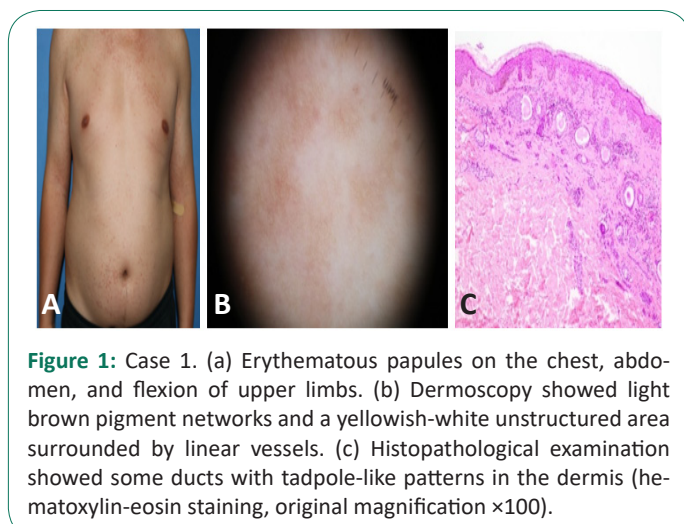 A B C
Figure 1: Case 1. (a) Erythematous papules on the chest, abdo-
men, and flexion of upper limbs. (b) Dermoscopy showed light
brown pigment networks and a yellowish-white unstructured area
surrounded by linear vessels. (c) Histopathological examination
showed some ducts with tadpole-like patterns in the dermis (he-
matoxylin-eosin staining, original magnification ×100).